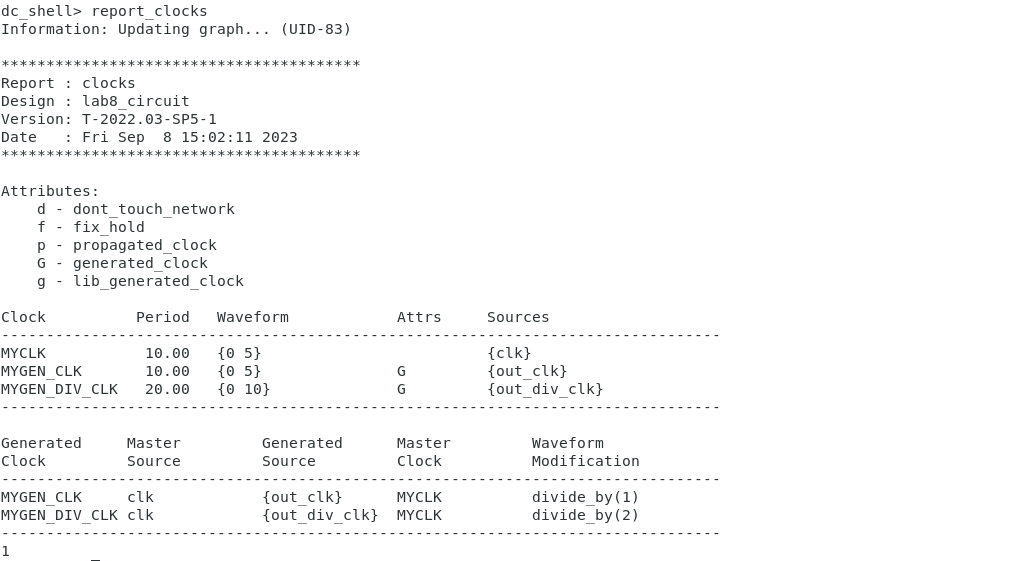 dc_shell> report_clocks
Information: Updating graph... (UID-83)
****************************************
Report : clocks
Design : lab8_circuit
Version: T-2022.03-SP5-1
Date   : Fri Sep  8 15:02:11 2023
****************************************
Attributes:
    d - dont_touch_network
    f - fix_hold
    p - propagated_clock
    G - generated_clock
    g - lib_generated_clock
Clock          Period   Waveform            Attrs     Sources
--------------------------------------------------------------------------------
MYCLK           10.00   {0 5}                         {clk}
MYGEN_CLK       10.00   {0 5}               G         {out_clk}
MYGEN_DIV_CLK   20.00   {0 10}              G         {out_div_clk}
--------------------------------------------------------------------------------
Generated     Master         Generated      Master         Waveform
Clock         Source         Source         Clock          Modification
--------------------------------------------------------------------------------
MYGEN_CLK     clk            {out_clk}      MYCLK          divide_by(1)
MYGEN_DIV_CLK clk            {out_div_clk}  MYCLK          divide_by(2)
--------------------------------------------------------------------------------
1